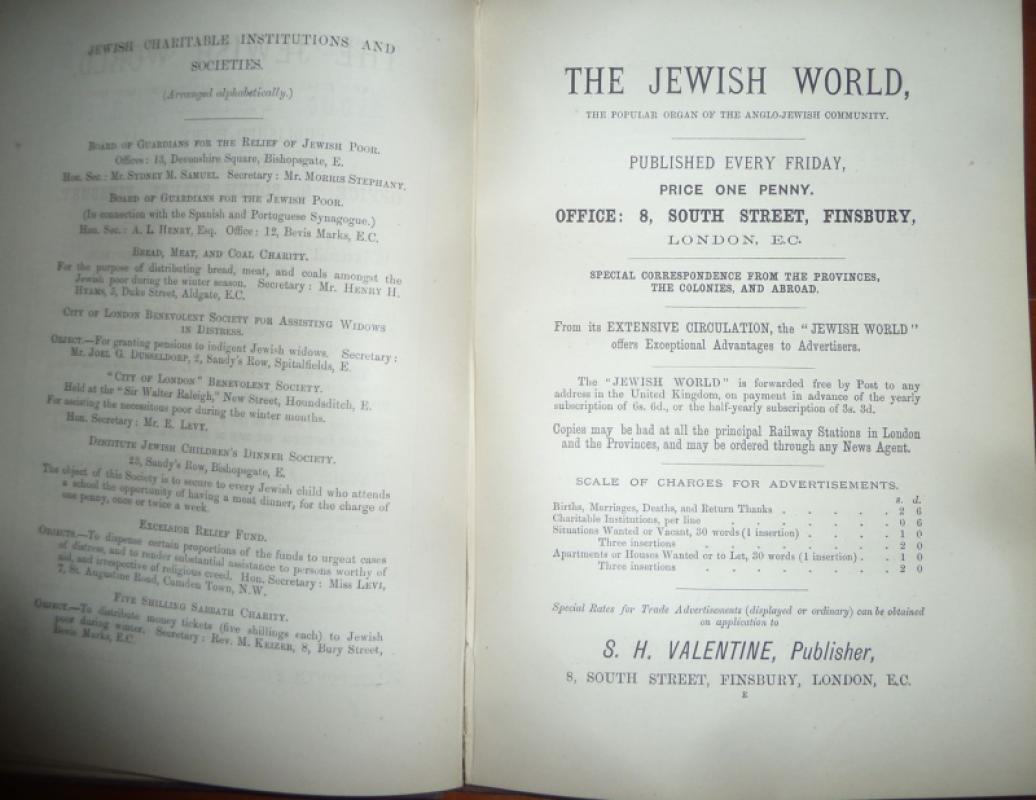 JEWISH CHARITABLE INSTITUTIONS AND
SOCIETIES.
(Arranged alphabetically.)
BOARD OF GUARDIANS FOR THE RELIEF OF JEWISH POOR.
Offices: 13, Devonshire Square, Bishopsgate, E.
Hon. Sec.: Mr. SYDNEY M. SAMUEL. Secretary: Mr. MORRIS STEPHANY.
BOARD OF GUARDIANS FOR THE JEWISH POOR.
(In connection with the Spanish and Portuguese Synagogue.)
Hon. Sec.: A. L. HENRY, Esq. Office: 12, Bevis Marks, E.C.
BREAD, MEAT, AND COAL CHARITY.
For the purpose of distributing bread, meat, and coals amongst the
Jewish poor during the winter season. Secretary: Mr. HENRY H.
HYAMS, 3, Duke Street, Aldgate, E.C.
CITY OF LONDON BENEVOLENT SOCIETY FOR ASSISTING WIDOWS
IN DISTRESS.
OBJECT.—For granting pensions to indigent Jewish widows. Secretary:
Mr. JOEL G. DUSSELDORP, 2, Sandy's Row, Spitalfields, E.
"CITY OF LONDON" BENEVOLENT SOCIETY.
Held at the "Sir Walter Raleigh," New Street, Houndsditch, E.
For assisting the necessitous poor during the winter months.
Hon. Secretary: Mr. E. LEVY.
DESTITUTE JEWISH CHILDREN'S DINNER SOCIETY.
23, Sandy's Row, Bishopsgate, E.
The object of this Society is to secure to every Jewish child who attends
a school the opportunity of having a meat dinner, for the charge of
one penny, once or twice a week.
EXCELSIOR RELIEF FUND.
OBJECTS.—To dispense certain proportions of the funds to urgent cases
of distress, and to render substantial assistance to persons worthy of
aid, and irrespective of religious creed. Hon. Secretary: Miss LEVI,
7, St. Augustine Road, Camden Town, N.W.
FIVE SHILLING SABBATH CHARITY.
OBJECT.—To distribute money tickets (five shillings each) to Jewish
poor during winter. Secretary: Rev. M. KEIZER, 8, Bury Street,
Bevis Marks, E.C.
THE JEWISH WORLD,
THE POPULAR ORGAN OF THE ANGLO-JEWISH COMMUNITY.
PUBLISHED EVERY FRIDAY,
PRICE ONE PENNY.
OFFICE: 8, SOUTH STREET, FINSBURY,
LONDON, E.C.
SPECIAL CORRESPONDENCE FROM THE PROVINCES,
THE COLONIES, AND ABROAD.
From its EXTENSIVE CIRCULATION, the "JEWISH WORLD"
offers Exceptional Advantages to Advertisers.
The "JEWISH WORLD" is forwarded free by Post to any
address in the United Kingdom, on payment in advance of the yearly
subscription of 6s. 6d., or the half-yearly subscription of 3s. 3d.
Copies may be had at all the principal Railway Stations in London
and the Provinces, and may be ordered through any News Agent.
SCALE OF CHARGES FOR ADVERTISEMENTS.
s. d.
Births, Marriages, Deaths, and Return Thanks . . . . . 2 6
Charitable Institutions, per line . . . . . . 0 6
Situations Wanted or Vacant, 30 words (1 insertion) . . . . 1 0
Three insertions . . . . . . . 2 0
Apartments or Houses Wanted or to Let, 30 words (1 insertion) . . 1 0
Three insertions . . . . . . . 2 0
Special Rates for Trade Advertisements (displayed or ordinary) can be obtained
on application to
S. H. VALENTINE, Publisher,
8, SOUTH STREET, FINSBURY, LONDON, E.C.
E